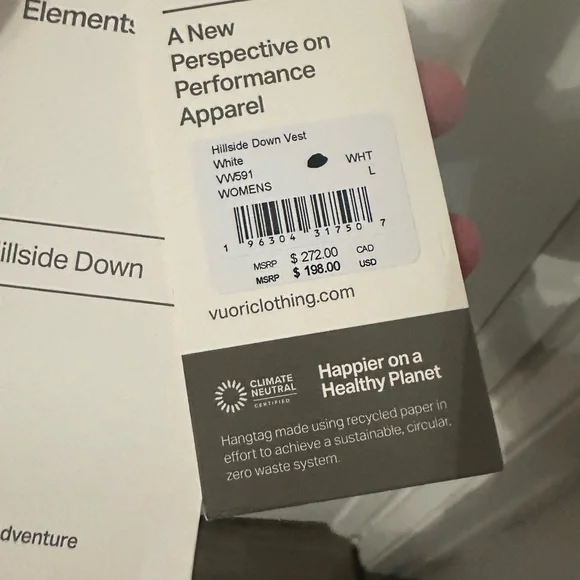 Elements
A New
Perspective on
Performance
Apparel
Hillside Down Vest
White
WHT
VW591
L
WOMENS
1 96304 31750 7
MSRP $ 272.00 CAD
MSRP $ 198.00 USD
vuoriclothing.com
illside Down
CLIMATE
NEUTRAL
CERTIFIED
Happier on a
Healthy Planet
Hangtag made using recycled paper in
effort to achieve a sustainable, circular,
zero waste system.
dventure